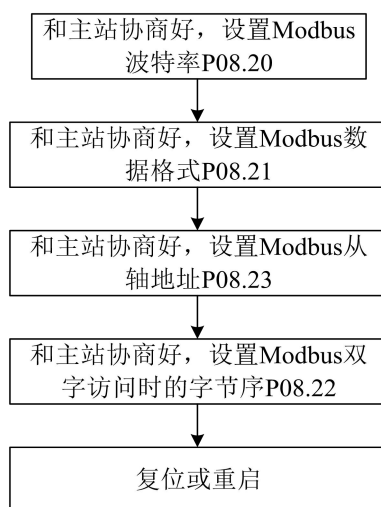 和主站协商好，设置Modbus
波特率P08.20
和主站协商好，设置Modbus数
据格式P08.21
和主站协商好，设置Modbus从
轴地址P08.23
和主站协商好，设置Modbus双
字访问时的字节序P08.22
复位或重启